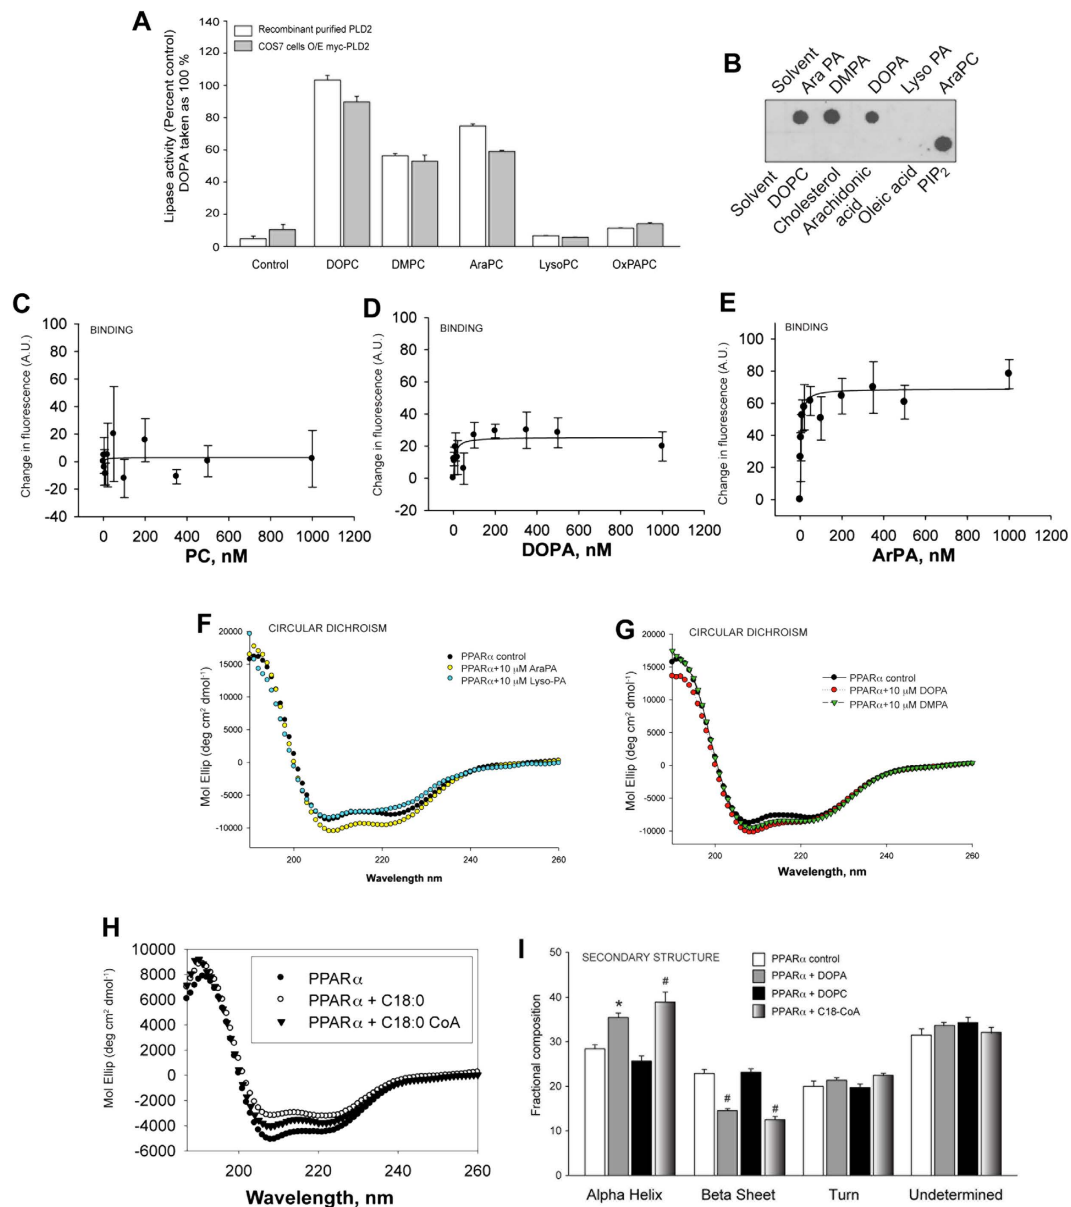 A
Lipase activity (Percent control)
DOPA taken as 100 %
140
120
100
80
60
40
20
0
Recombinant purified PLD2
COS7 cells O/E myc-PLD2
Control DOPC DMPC AraPC LysoPC OxPAPC
B
Solvent Ara PA DMPA DOPA Lyso PA AraPC
Solvent DOPC Cholesterol Arachidonic acid Oleic acid PIP2
C
BINDING
Change in fluorescence (A.U.)
100
80
60
40
20
0
-20
-40
0 200 400 600 800 1000 1200
PC, nM
D
BINDING
Change in fluorescence (A.U.)
100
80
60
40
20
0
-20
0 200 400 600 800 1000 1200
DOPA, nM
E
BINDING
Change in fluorescence (A.U.)
100
80
60
40
20
0
0 200 400 600 800 1000 1200
ArPA, nM
F
CIRCULAR DICHROISM
Mol Ellip (deg cm² dmol⁻¹)
20000
15000
10000
5000
0
-5000
-10000
PPARα control
PPARα+10 μM AraPA
PPARα+10 μM Lyso-PA
200 220 240 260
Wavelength nm
G
CIRCULAR DICHROISM
Mol Ellip (deg cm² dmol⁻¹)
20000
15000
10000
5000
0
-5000
-10000
PPARα control
PPARα+10 μM DOPA
PPARα+10 μM DMPA
200 220 240 260
Wavelength, nm
H
Mol Ellip (deg cm² dmol⁻¹)
10000
8000
6000
4000
2000
0
-2000
-4000
-6000
PPARα
PPARα + C18:0
PPARα + C18:0 CoA
200 220 240 260
Wavelength, nm
I
SECONDARY STRUCTURE
Fractional composition
50
40
30
20
10
0
PPARα control
PPARα + DOPA
PPARα + DOPC
PPARα + C18-CoA
* # # #
Alpha Helix Beta Sheet Turn Undetermined